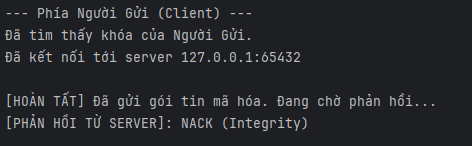 --- Phía Người Gửi (Client) ---
Đã tìm thấy khóa của Người Gửi.
Đã kết nối tới server 127.0.0.1:65432
[HOÀN TẤT] Đã gửi gói tin mã hóa. Đang chờ phản hồi...
[PHẢN HỒI TỪ SERVER]: NACK (Integrity)